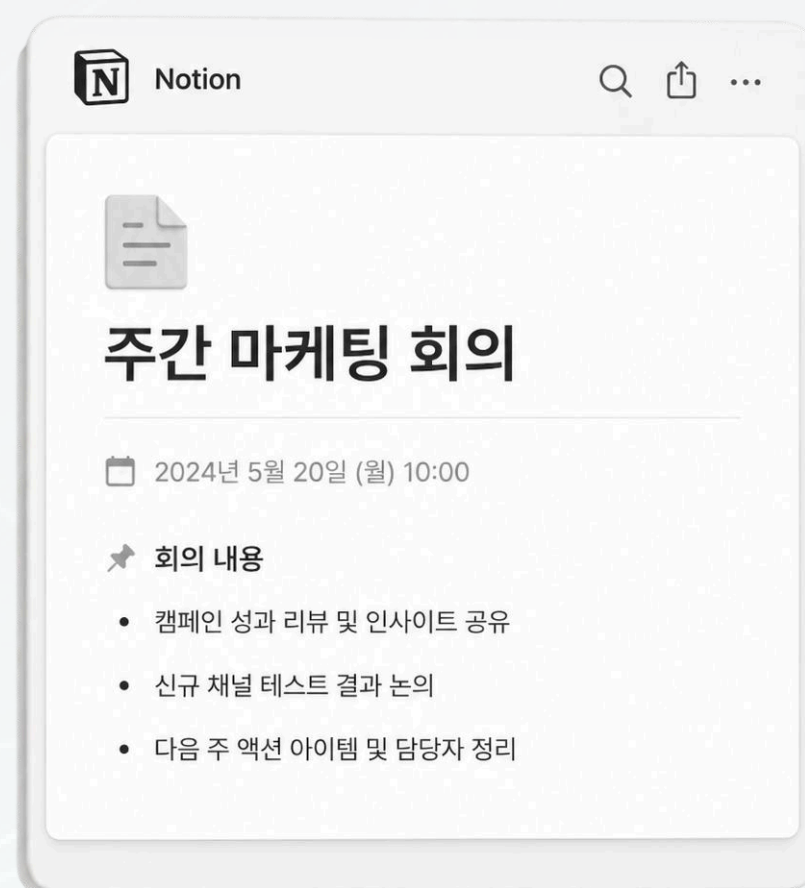 Notion
주간 마케팅 회의
2024년 5월 20일 (월) 10:00
회의 내용
• 캠페인 성과 리뷰 및 인사이트 공유
• 신규 채널 테스트 결과 논의
• 다음 주 액션 아이템 및 담당자 정리